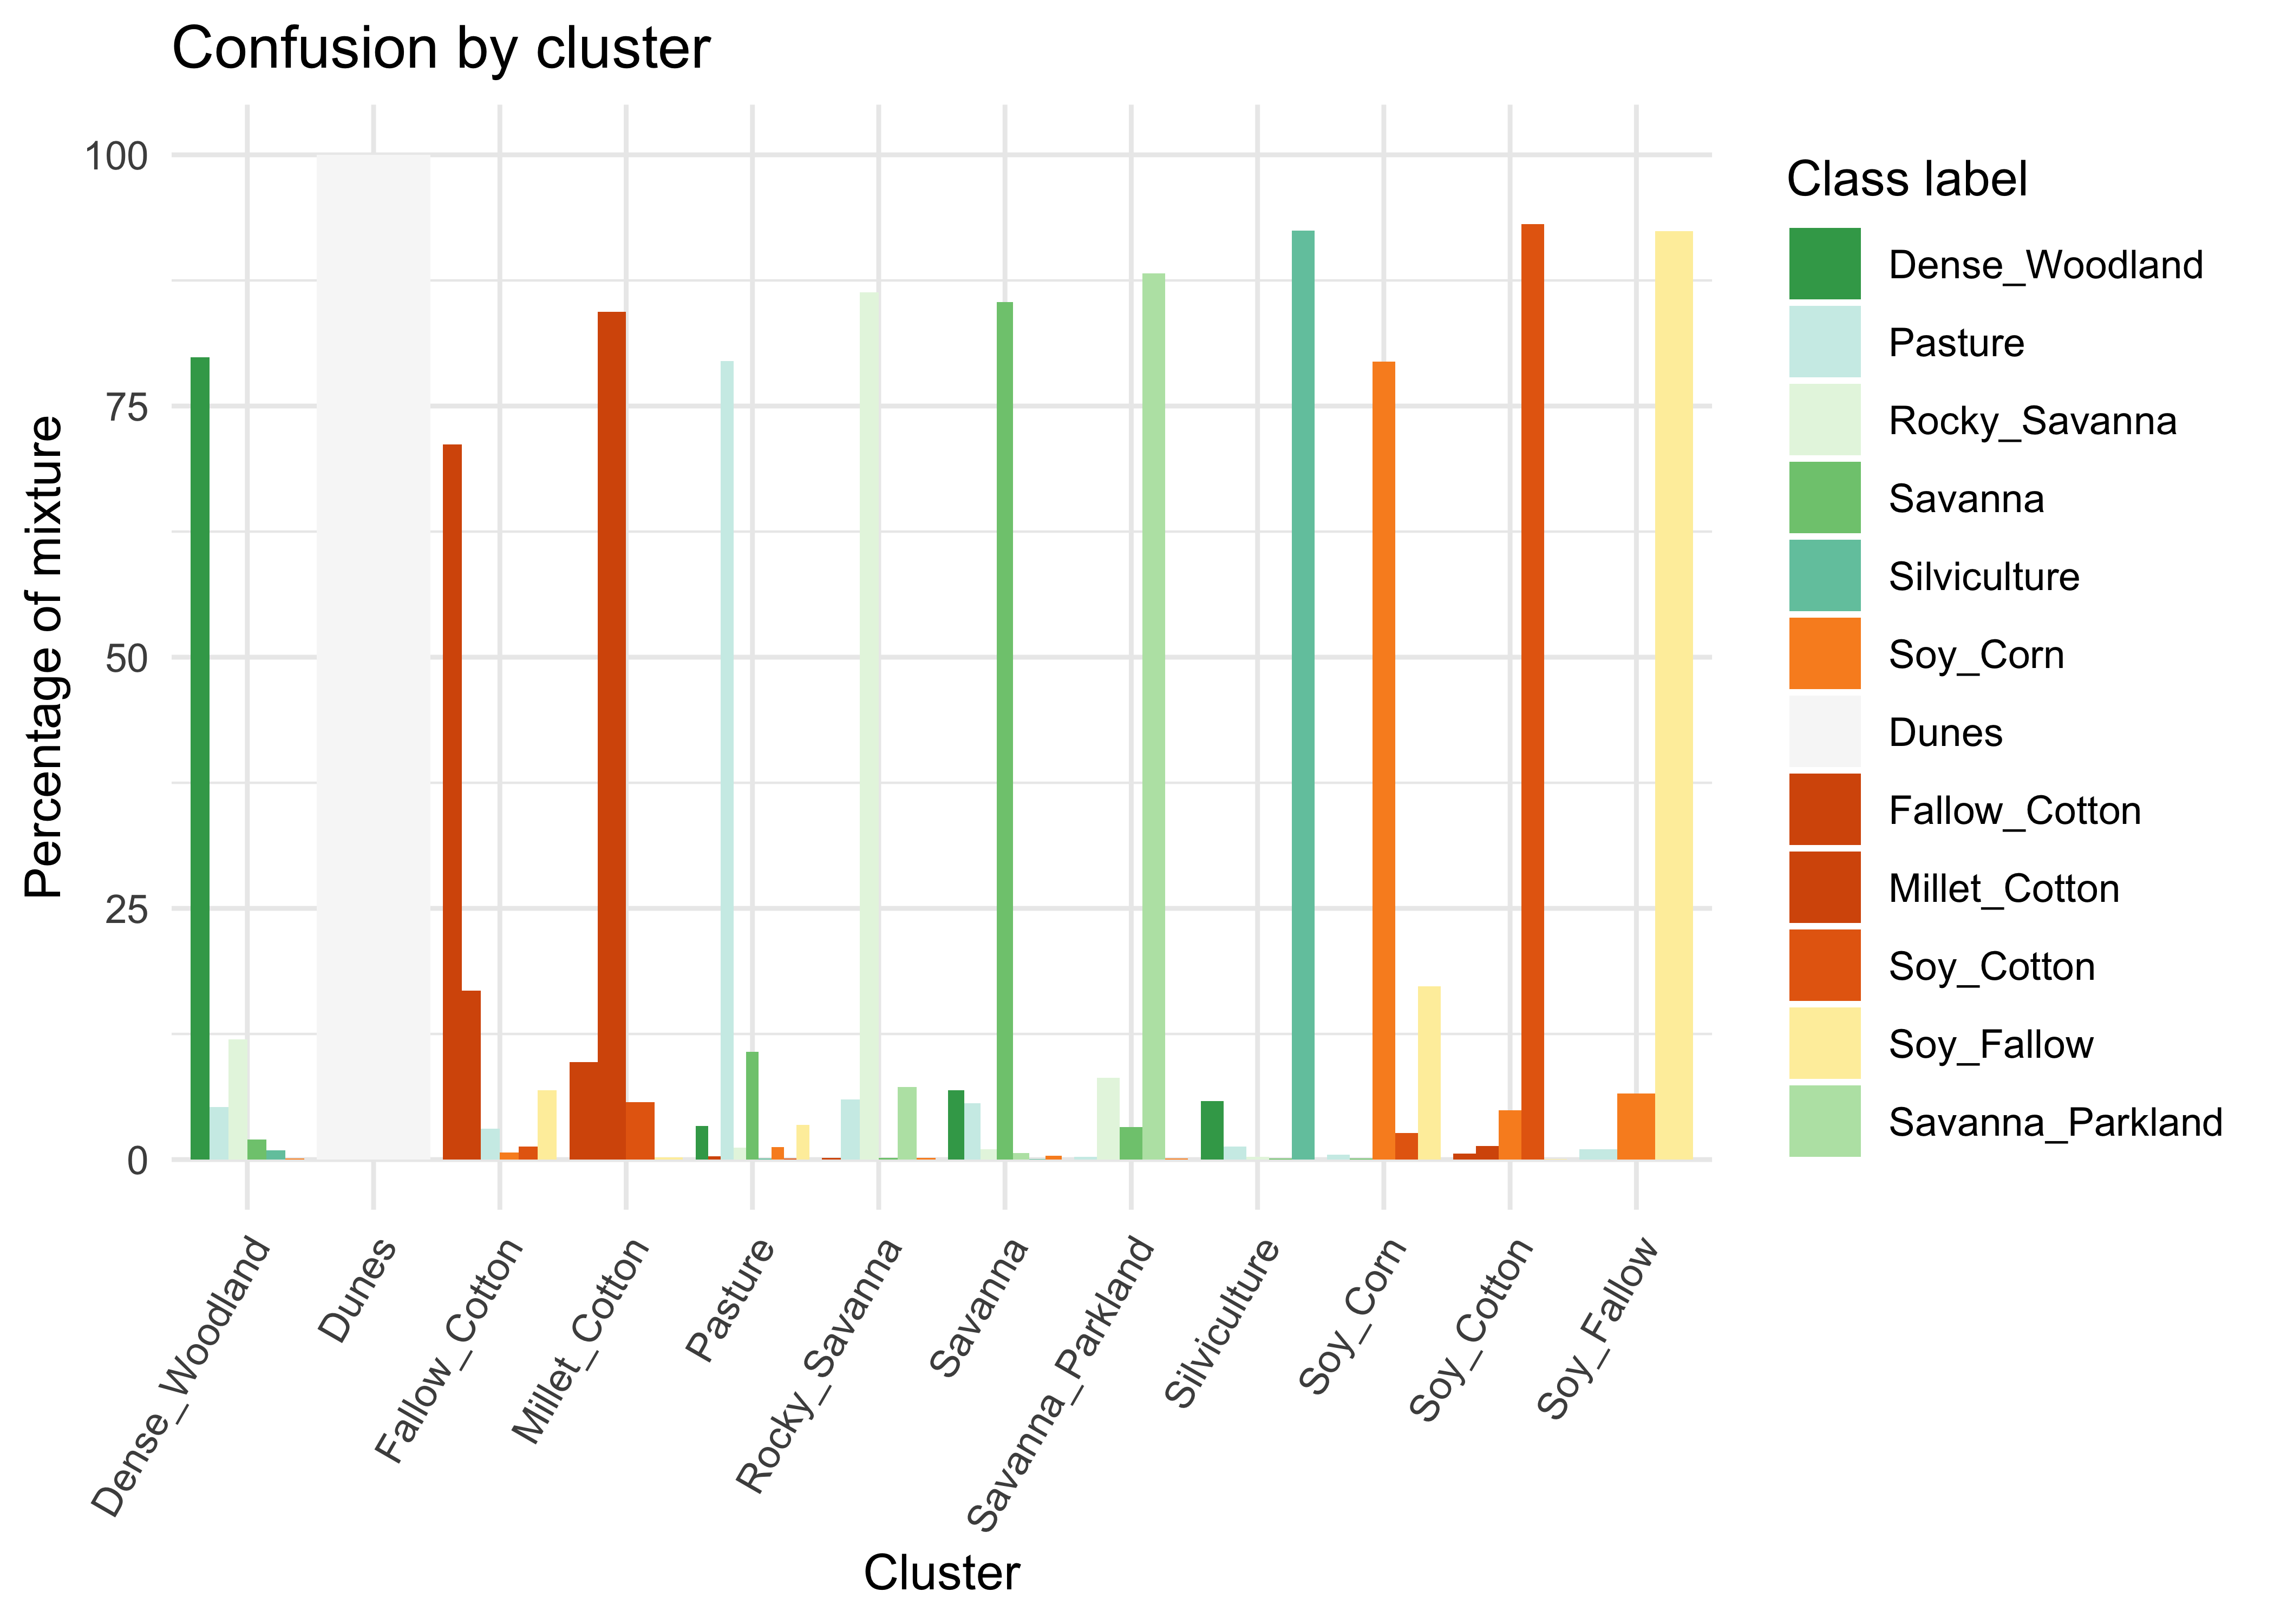 Confusion by cluster
Percentage of mixture
100
75
50
25
0
Dense_Woodland
Dunes
Fallow_Cotton
Millet_Cotton
Pasture
Rocky_Savanna
Savanna
Savanna_Parkland
Silviculture
Soy_Corn
Soy_Cotton
Soy_Fallow
Cluster
Class label
Dense_Woodland
Pasture
Rocky_Savanna
Savanna
Silviculture
Soy_Corn
Dunes
Fallow_Cotton
Millet_Cotton
Soy_Cotton
Soy_Fallow
Savanna_Parkland